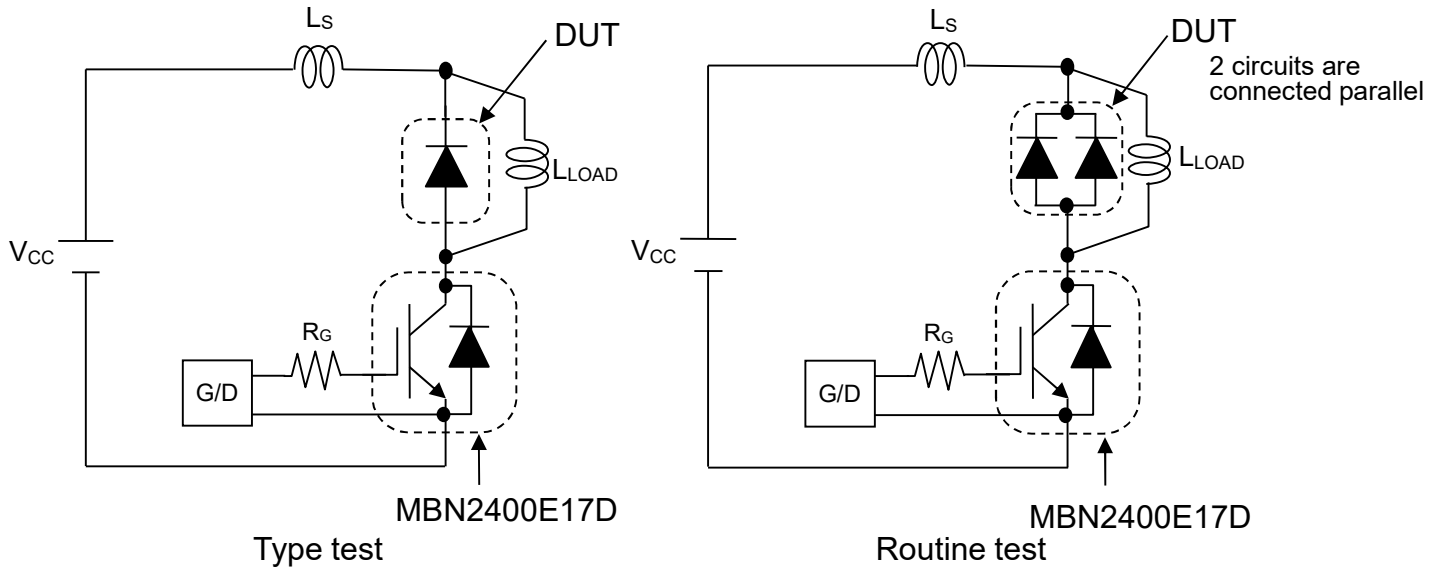 LS
DUT
LLOAD
VCC
RG
G/D
MBN2400E17D
Type test
LS
DUT
2 circuits are
connected parallel
LLOAD
VCC
RG
G/D
MBN2400E17D
Routine test